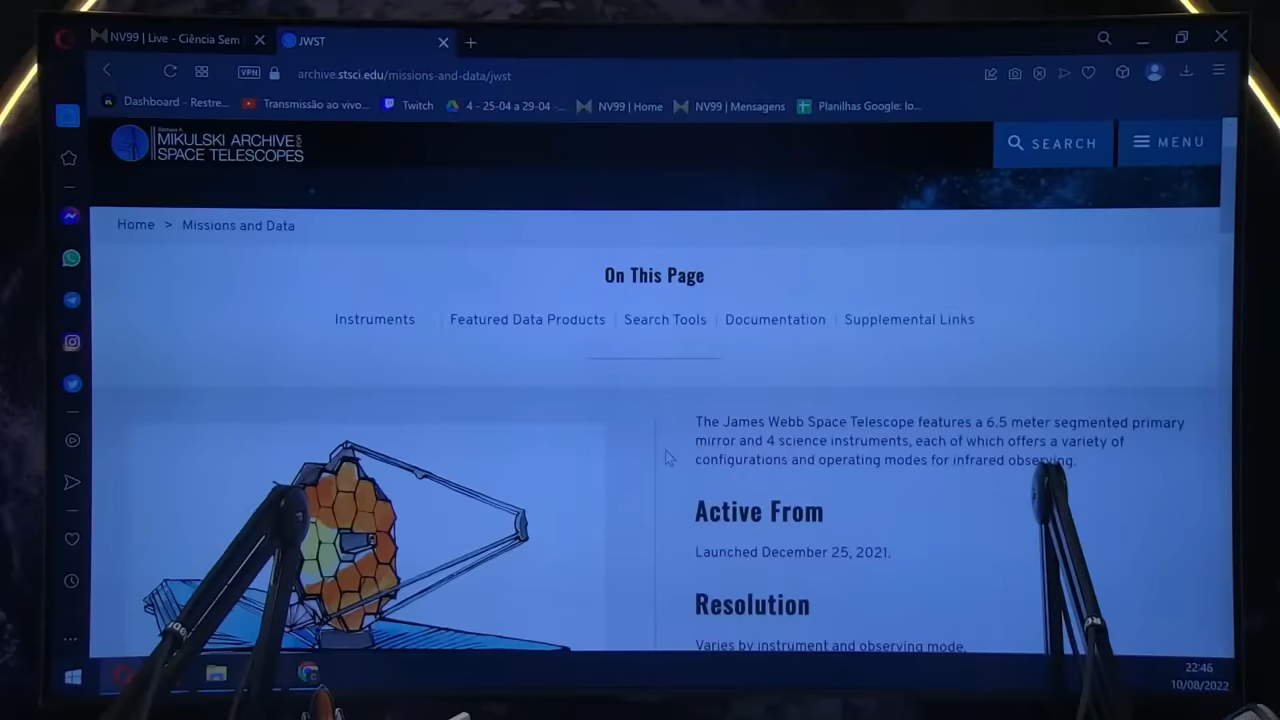 NV99 | Live - Ciência Sem
JWST
VPN
archive.stsci.edu/missions-and-data/jwst
Dashboard - Restre...
Transmissão ao vivo...
Twitch
4 - 25-04 a 29-04 -...
NV99 | Home
NV99 | Mensagens
Planilhas Google: lo...
MIKULSKI ARCHIVE
SPACE TELESCOPES
SEARCH
MENU
Home > Missions and Data
On This Page
Instruments
Featured Data Products
Search Tools
Documentation
Supplemental Links
The James Webb Space Telescope features a 6.5 meter segmented primary
mirror and 4 science instruments, each of which offers a variety of
configurations and operating modes for infrared observing.
Active From
Launched December 25, 2021.
Resolution
Varies by instrument and observing mode.
22:46
10/08/2022